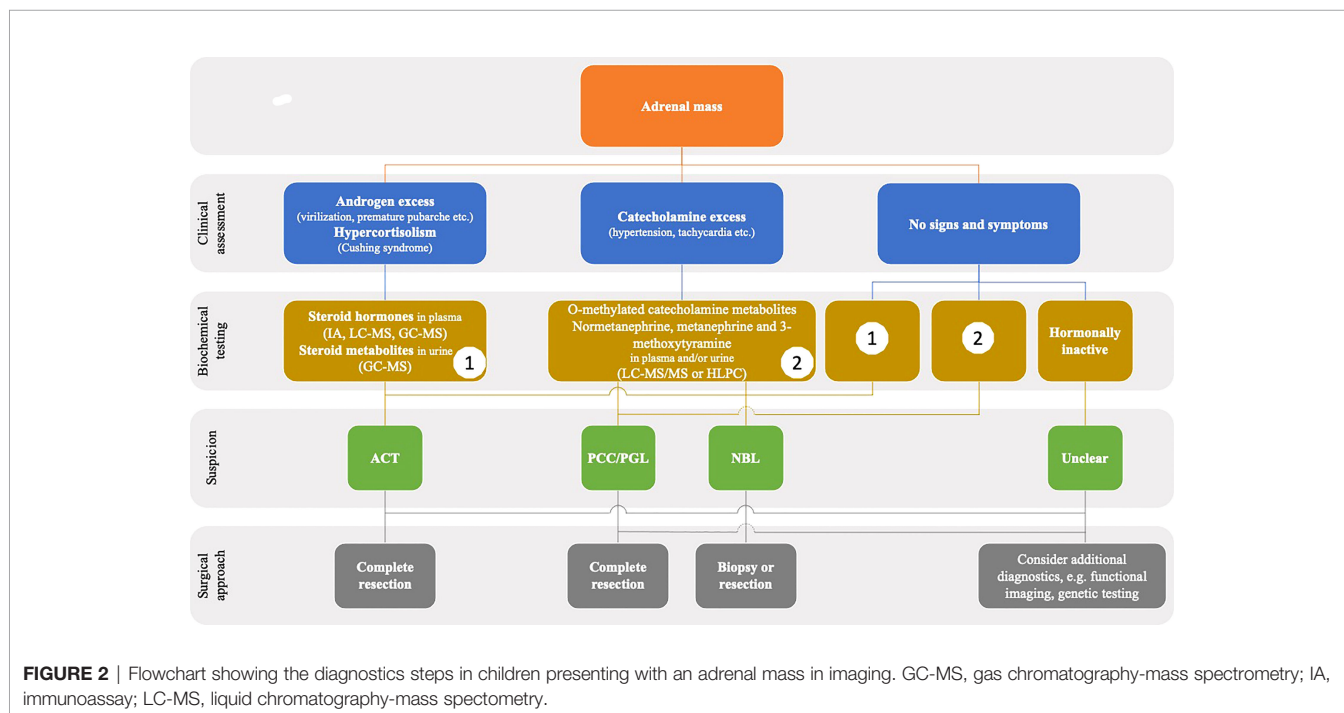 Adrenal mass
Clinical
assessment
Androgen excess
(virilization, premature pubarche etc.)
Hypercortisolism
(Cushing syndrome)
Catecholamine excess
(hypertension, tachycardia etc.)
No signs and symptoms
Biochemical
testing
Steroid hormones in plasma
(IA, LC-MS, GC-MS)
Steroid metabolites in urine
(GC-MS)
1
O-methylated catecholamine metabolites
Normetanephrine, metanephrine and 3-
methoxytyramine
in plasma and/or urine
(LC-MS/MS or HLPC)
2
1
2
Hormonally
inactive
Suspicion
ACT
PCC/PGL
NBL
Unclear
Surgical
approach
Complete
resection
Complete
resection
Biopsy or
resection
Consider additional
diagnostics, e.g. functional
imaging, genetic testing
FIGURE 2 | Flowchart showing the diagnostics steps in children presenting with an adrenal mass in imaging. GC-MS, gas chromatography-mass spectrometry; IA,
immunoassay; LC-MS, liquid chromatography-mass spectometry.